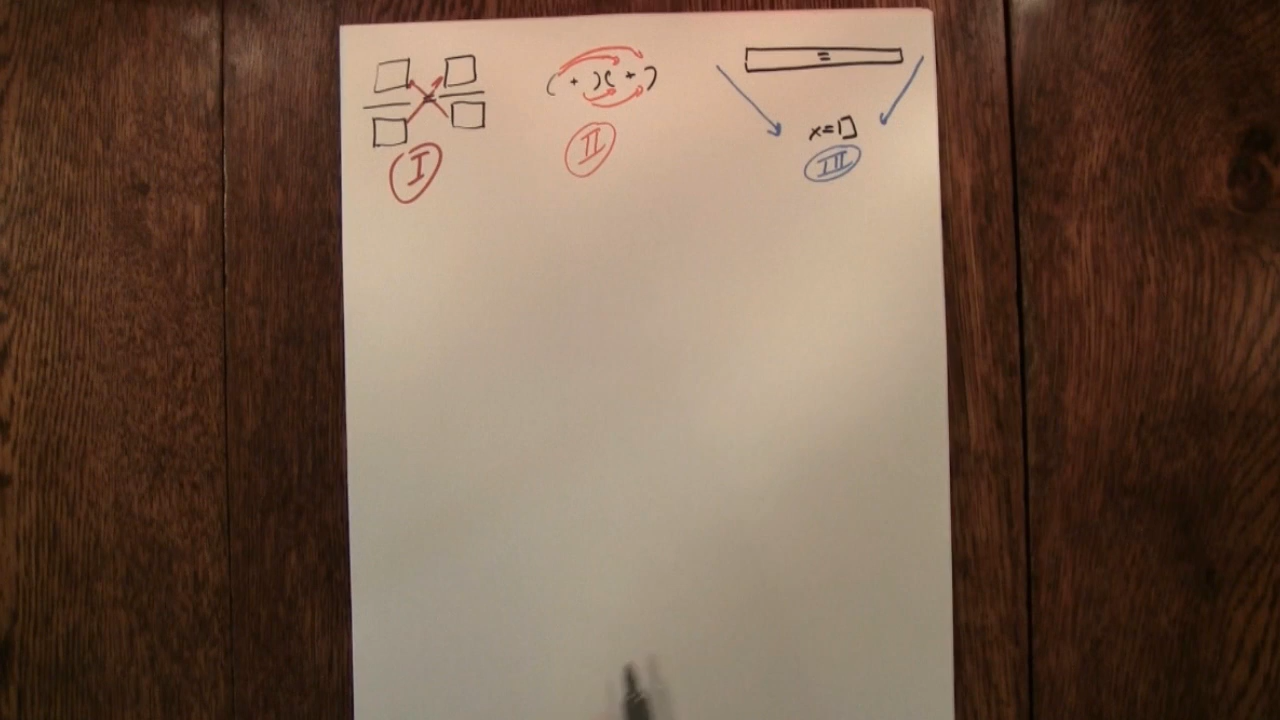 □/□ = □/□
( + )( + )
=
x=□
I
II
III